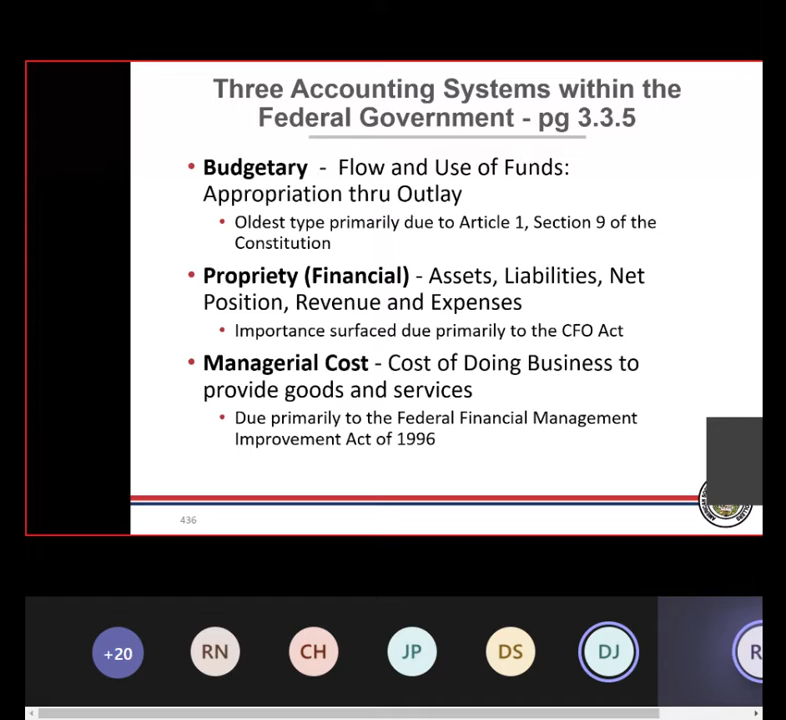 Three Accounting Systems within the
Federal Government - pg 3.3.5
• Budgetary - Flow and Use of Funds:
Appropriation thru Outlay
• Oldest type primarily due to Article 1, Section 9 of the
Constitution
• Propriety (Financial) - Assets, Liabilities, Net
Position, Revenue and Expenses
• Importance surfaced due primarily to the CFO Act
• Managerial Cost - Cost of Doing Business to
provide goods and services
• Due primarily to the Federal Financial Management
Improvement Act of 1996
436
+20 RN CH JP DS DJ R